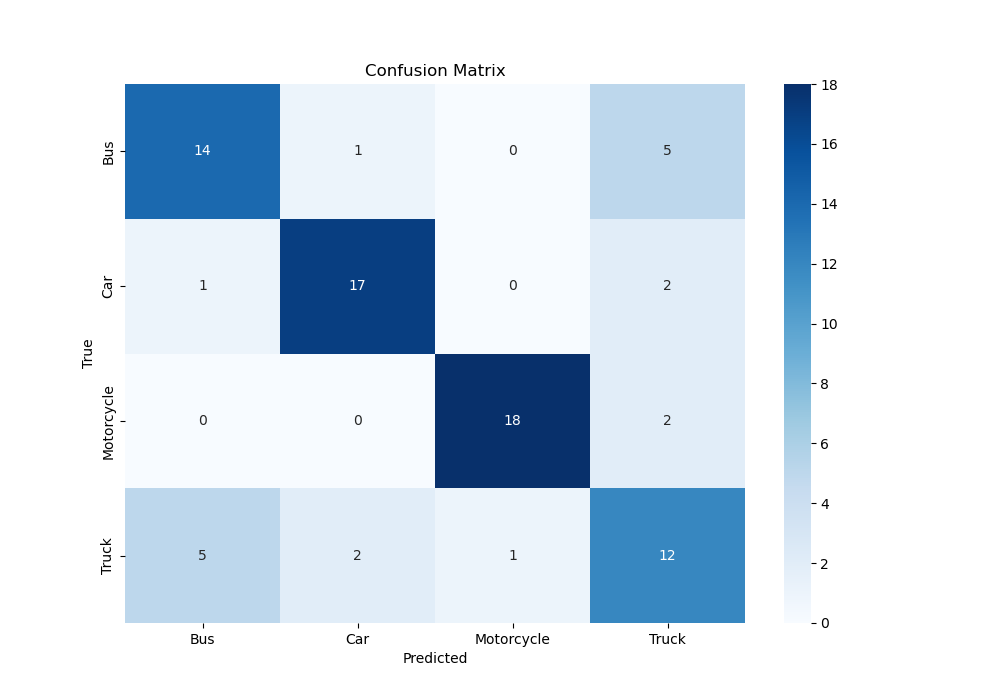 Confusion Matrix
Bus 14 1 0 5
Car 1 17 0 2
Motorcycle 0 0 18 2
Truck 5 2 1 12
True
Bus Car Motorcycle Truck
Predicted
18
16
14
12
10
8
6
4
2
0